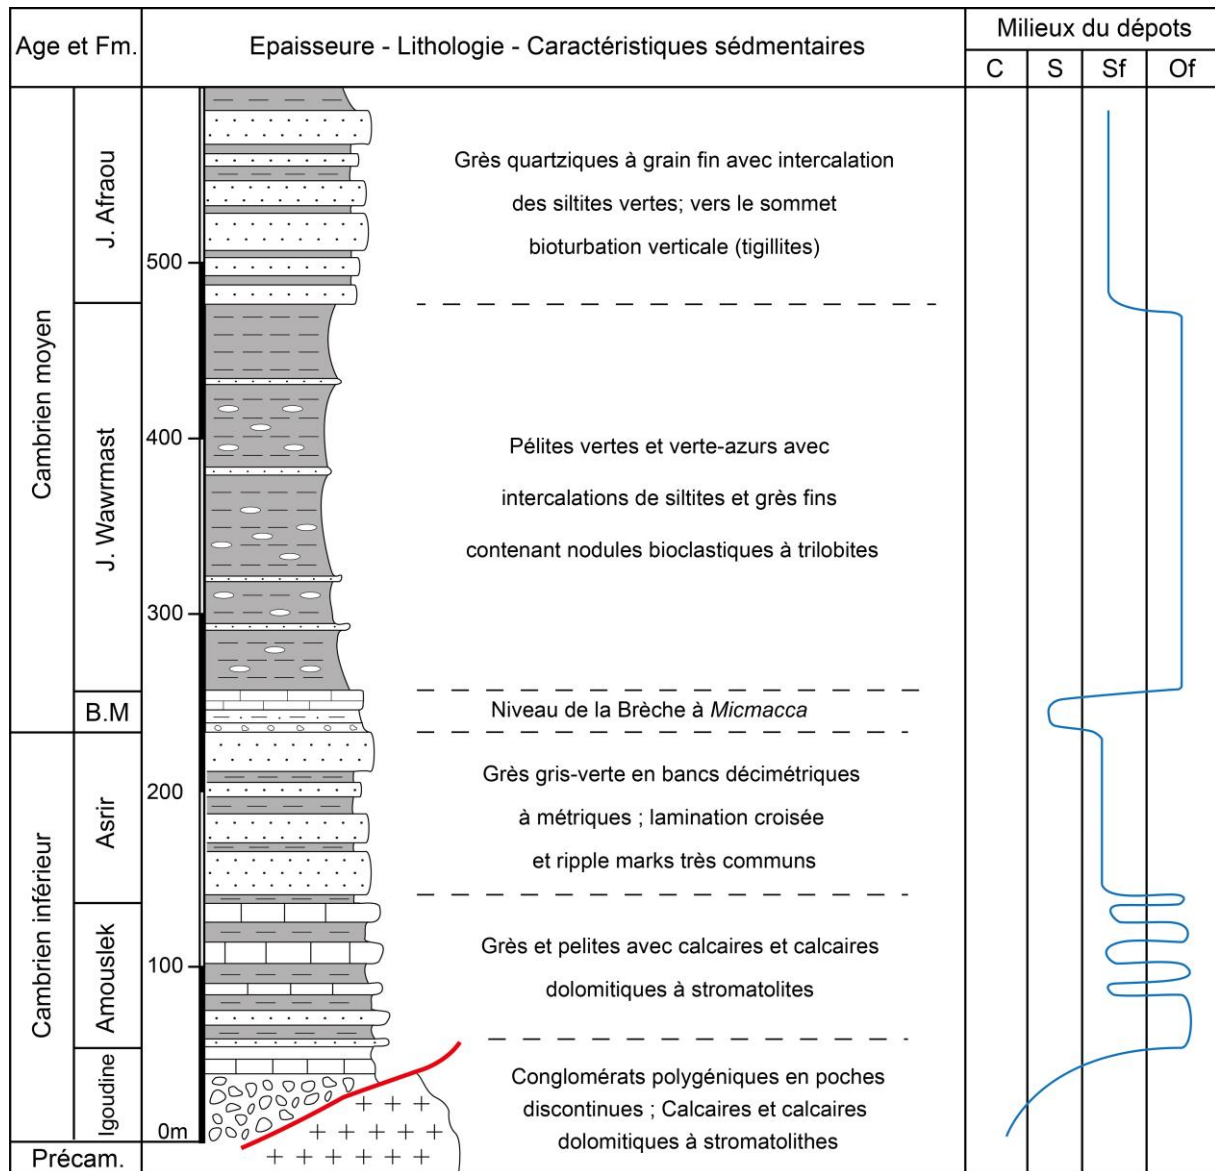 Age et Fm.
Epaisseure - Lithologie - Caractéristiques sédmentaires
Milieux du dépots
C S Sf Of
Cambrien moyen
J. Afraou
500
Grès quartziques à grain fin avec intercalation
des siltites vertes; vers le sommet
bioturbation verticale (tigillites)
J. Wawrmast
400
300
Pélites vertes et verte-azurs avec
intercalations de siltites et grès fins
contenant nodules bioclastiques à trilobites
B.M
Niveau de la Brèche à Micmacca
Cambrien inférieur
Asrir
200
Grès gris-verte en bancs décimétriques
à métriques ; lamination croisée
et ripple marks très communs
Amouslek
100
Grès et pelites avec calcaires et calcaires
dolomitiques à stromatolites
Igoudine
0m
Conglomérats polygéniques en poches
discontinues ; Calcaires et calcaires
dolomitiques à stromatolithes
Précam.